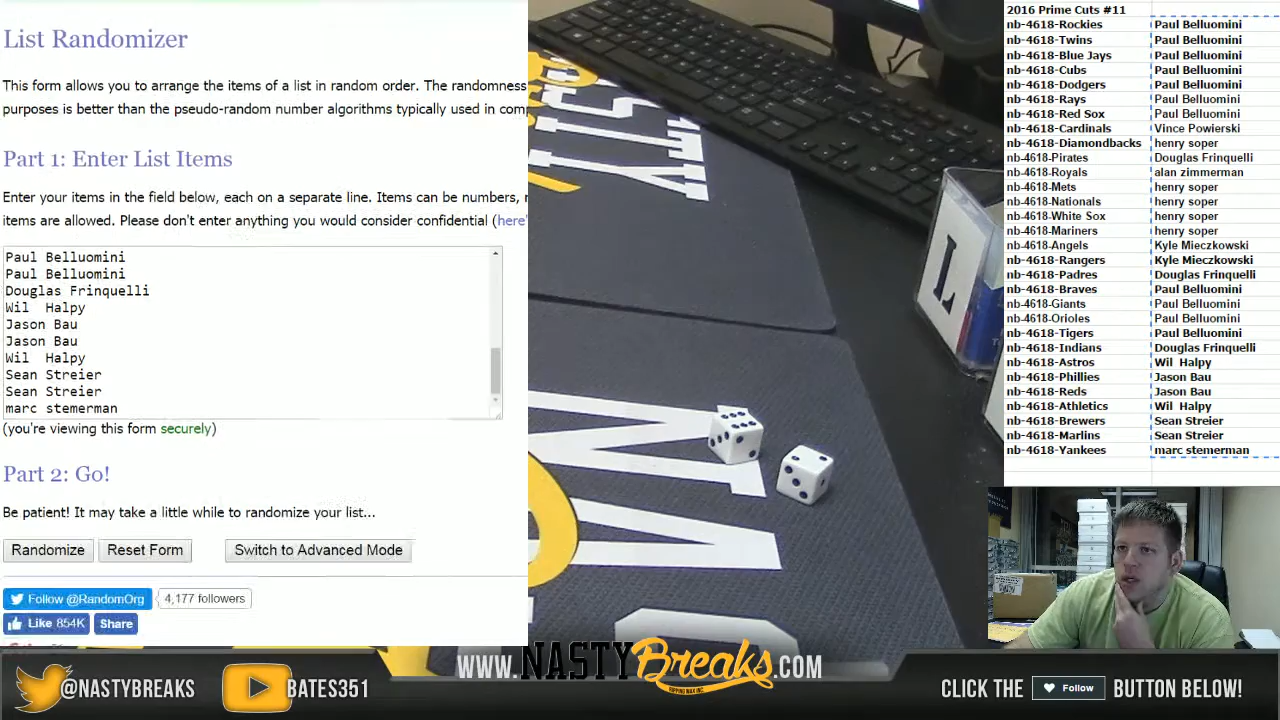 List Randomizer
This form allows you to arrange the items of a list in random order. The randomness
purposes is better than the pseudo-random number algorithms typically used in comp
Part 1: Enter List Items
Enter your items in the field below, each on a separate line. Items can be numbers,
items are allowed. Please don't enter anything you would consider confidential (here'
Paul Belluomini
Paul Belluomini
Douglas Frinquelli
Wil Halpy
Jason Bau
Jason Bau
Wil Halpy
Sean Streier
Sean Streier
marc stemerman
(you're viewing this form securely)
Part 2: Go!
Be patient! It may take a little while to randomize your list...
Randomize Reset Form Switch to Advanced Mode
Follow @RandomOrg 4,177 followers
Like 854K Share
L
2016 Prime Cuts #11
nb-4618-Rockies Paul Belluomini
nb-4618-Twins Paul Belluomini
nb-4618-Blue Jays Paul Belluomini
nb-4618-Cubs Paul Belluomini
nb-4618-Dodgers Paul Belluomini
nb-4618-Rays Paul Belluomini
nb-4618-Red Sox Paul Belluomini
nb-4618-Cardinals Vince Powierski
nb-4618-Diamondbacks henry soper
nb-4618-Pirates Douglas Frinquelli
nb-4618-Royals alan zimmerman
nb-4618-Mets henry soper
nb-4618-Nationals henry soper
nb-4618-White Sox henry soper
nb-4618-Mariners henry soper
nb-4618-Angels Kyle Mieczkowski
nb-4618-Rangers Kyle Mieczkowski
nb-4618-Padres Douglas Frinquelli
nb-4618-Braves Paul Belluomini
nb-4618-Giants Paul Belluomini
nb-4618-Orioles Paul Belluomini
nb-4618-Tigers Paul Belluomini
nb-4618-Indians Douglas Frinquelli
nb-4618-Astros Wil Halpy
nb-4618-Phillies Jason Bau
nb-4618-Reds Jason Bau
nb-4618-Athletics Wil Halpy
nb-4618-Brewers Sean Streier
nb-4618-Marlins Sean Streier
nb-4618-Yankees marc stemerman
@NASTYBREAKS BATES351 WWW.NASTYBreaks.COM CLICK THE Follow BUTTON BELOW!
RIPPING WAX INC.